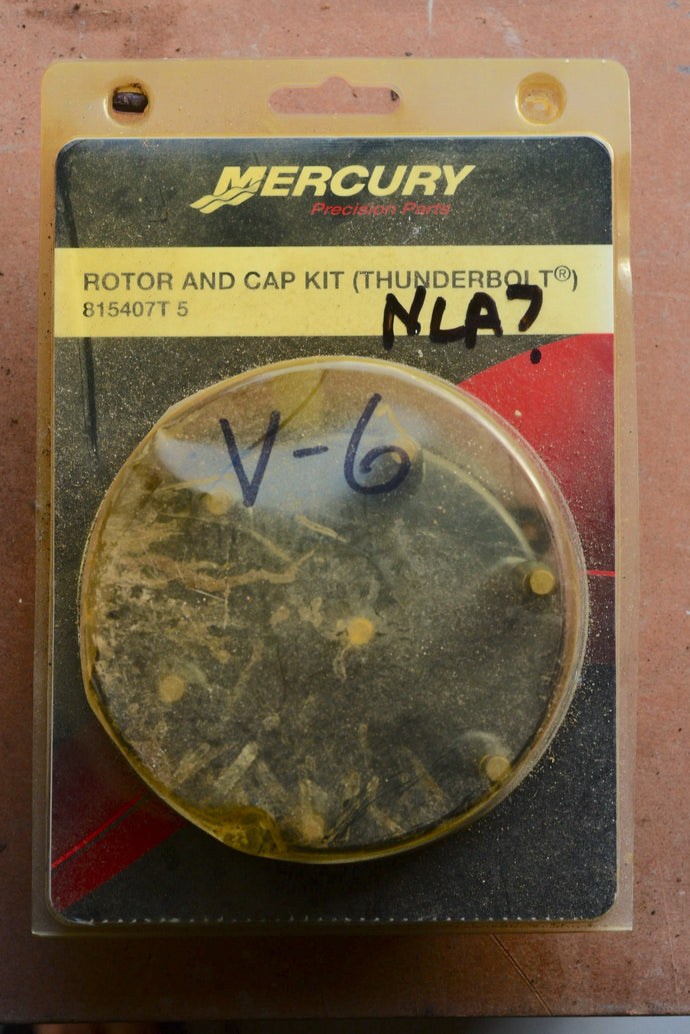 MERCURY
Precision Parts
ROTOR AND CAP KIT (THUNDERBOLT®)
815407T 5
NLA?
V-6